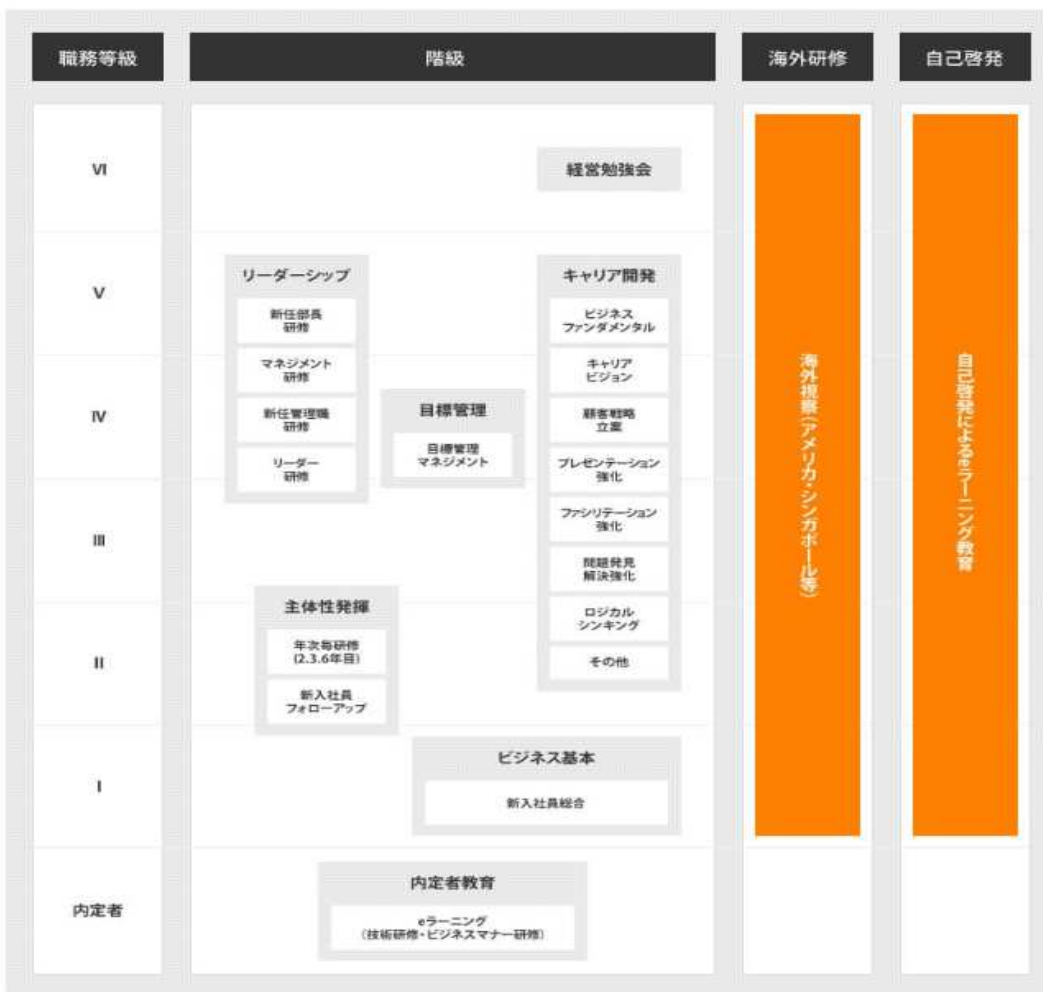 職務等級
階級
海外研修
自己啓発
VI
経営勉強会
V
リーダーシップ
新任部長
研修
マネジメント
研修
新任管理職
研修
リーダー
研修
キャリア開発
ビジネス
ファンダメンタル
キャリア
ビジョン
顧客戦略
立案
プレゼンテーション
強化
ファシリテーション
強化
問題発見
解決強化
ロジカル
シンキング
その他
IV
目標管理
目標管理
マネジメント
III
主体性発揮
年次毎研修
(2.3.6年目)
新入社員
フォローアップ
II
I
ビジネス基本
新入社員総合
内定者
内定者教育
eラーニング
(技術研修・ビジネスマナー研修)
海外視察(アメリカ・シンガポール等)
自己啓発によるeラーニング教育